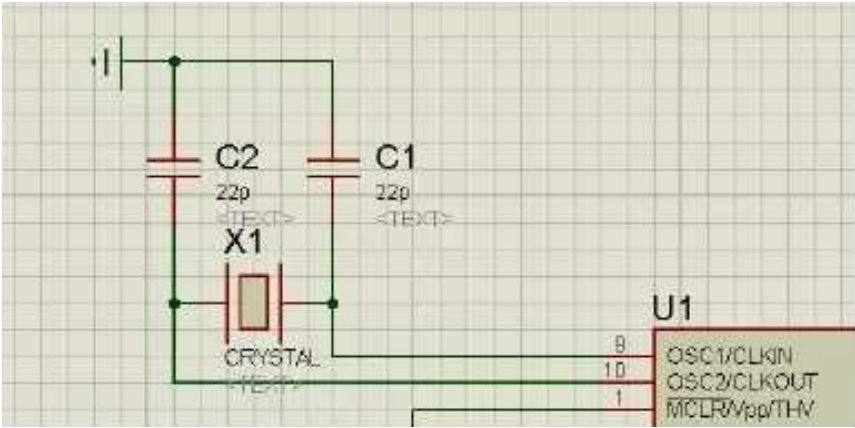 C2
22p
<TEXT>
C1
22p
<TEXT>
X1
CRYSTAL
<TEXT>
U1
9
OSC1/CLKIN
10
OSC2/CLKOUT
1
MCLR/Vpp/THV